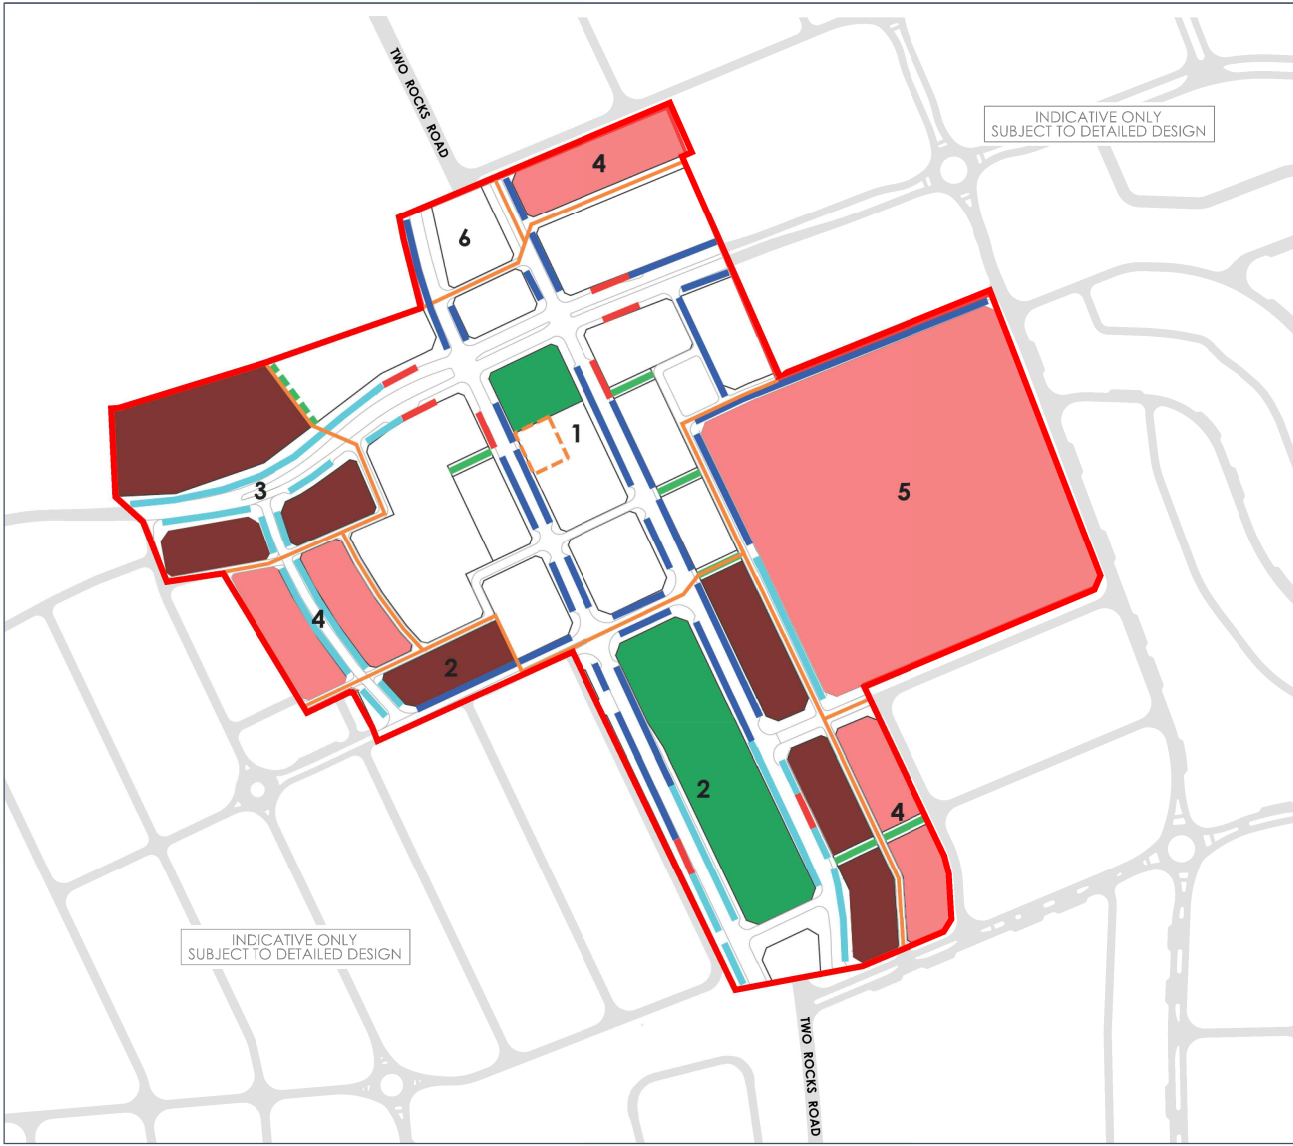 TWO ROCKS ROAD
INDICATIVE ONLY
SUBJECT TO DETAILED DESIGN
4
6
1
5
3
4
2
2
4
INDICATIVE ONLY
SUBJECT TO DETAILED DESIGN
TWO ROCKS ROAD